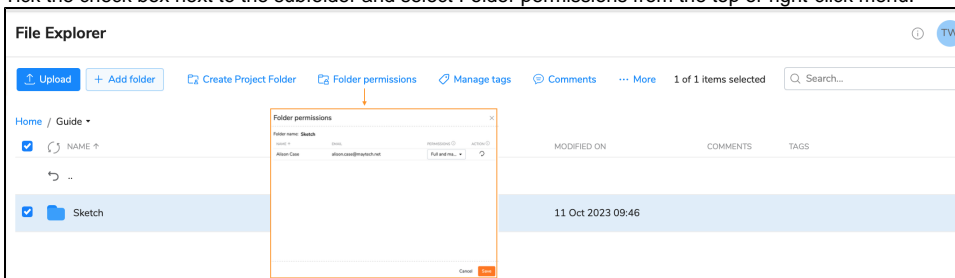 Tick the check box next to the subfolder and select Folder permissions from the top or right-click menu.
File Explorer
TW
Upload + Add folder Create Project Folder Folder permissions Manage tags Comments ··· More 1 of 1 items selected Search...
Home / Guide
NAME ↑ MODIFIED ON COMMENTS TAGS
..
Sketch 11 Oct 2023 09:46
Folder permissions ×
Folder name: Sketch
NAME EMAIL PERMISSIONS ACTION
Alison Case alison.case@maytech.net Full and ma...
Cancel Save